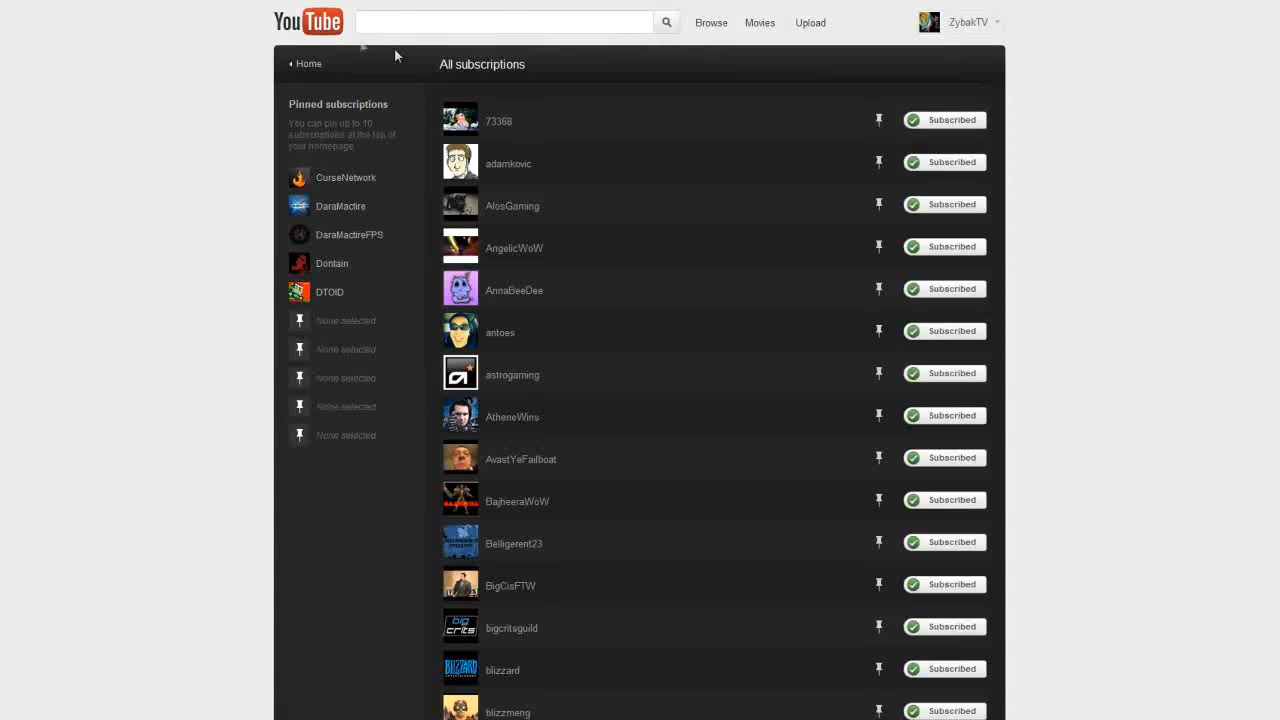 YouTube
Browse
Movies
Upload
ZybakTV
Home
All subscriptions
Pinned subscriptions
You can pin up to 10
subscriptions at the top of
your homepage
CurseNetwork
DaraMactire
DaraMactireFPS
Dontain
DTOID
None selected
None selected
None selected
None selected
None selected
73368 Subscribed
adamkovic Subscribed
AlosGaming Subscribed
AngelicWoW Subscribed
AnnaBeeDee Subscribed
antoes Subscribed
astrogaming Subscribed
AtheneWins Subscribed
AvastYeFailboat Subscribed
BajheeraWoW Subscribed
Belligerent23 Subscribed
BigCisFTW Subscribed
big
crits
bigcritsguild Subscribed
BLIZZARD
blizzard Subscribed
blizzmeng Subscribed